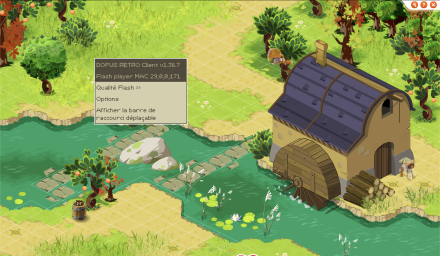 DOFUS RETRO Client v1.36.7
Flash player MAC 29,0,0,171
Qualité Flash >>
Options
Afficher la barre de
raccourci déplaçable